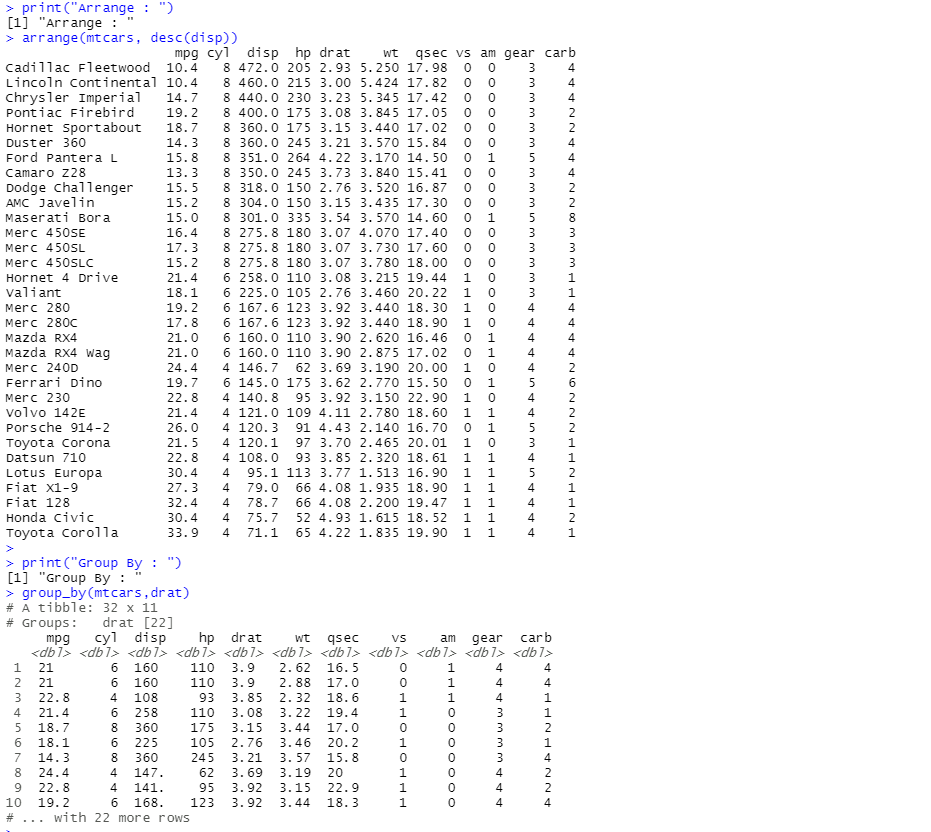 > print("Arrange : ")
[1] "Arrange : "
> arrange(mtcars, desc(disp))
                     mpg cyl  disp  hp drat    wt  qsec vs am gear carb
Cadillac Fleetwood  10.4   8 472.0 205 2.93 5.250 17.98  0  0    3    4
Lincoln Continental 10.4   8 460.0 215 3.00 5.424 17.82  0  0    3    4
Chrysler Imperial   14.7   8 440.0 230 3.23 5.345 17.42  0  0    3    4
Pontiac Firebird    19.2   8 400.0 175 3.08 3.845 17.05  0  0    3    2
Hornet Sportabout   18.7   8 360.0 175 3.15 3.440 17.02  0  0    3    2
Duster 360          14.3   8 360.0 245 3.21 3.570 15.84  0  0    3    4
Ford Pantera L      15.8   8 351.0 264 4.22 3.170 14.50  0  1    5    4
Camaro Z28          13.3   8 350.0 245 3.73 3.840 15.41  0  0    3    4
Dodge Challenger    15.5   8 318.0 150 2.76 3.520 16.87  0  0    3    2
AMC Javelin         15.2   8 304.0 150 3.15 3.435 17.30  0  0    3    2
Maserati Bora       15.0   8 301.0 335 3.54 3.570 14.60  0  1    5    8
Merc 450SE          16.4   8 275.8 180 3.07 4.070 17.40  0  0    3    3
Merc 450SL          17.3   8 275.8 180 3.07 3.730 17.60  0  0    3    3
Merc 450SLC         15.2   8 275.8 180 3.07 3.780 18.00  0  0    3    3
Hornet 4 Drive      21.4   6 258.0 110 3.08 3.215 19.44  1  0    3    1
Valiant             18.1   6 225.0 105 2.76 3.460 20.22  1  0    3    1
Merc 280            19.2   6 167.6 123 3.92 3.440 18.30  1  0    4    4
Merc 280C           17.8   6 167.6 123 3.92 3.440 18.90  1  0    4    4
Mazda RX4           21.0   6 160.0 110 3.90 2.620 16.46  0  1    4    4
Mazda RX4 Wag       21.0   6 160.0 110 3.90 2.875 17.02  0  1    4    4
Merc 240D           24.4   4 146.7  62 3.69 3.190 20.00  1  0    4    2
Ferrari Dino        19.7   6 145.0 175 3.62 2.770 15.50  0  1    5    6
Merc 230            22.8   4 140.8  95 3.92 3.150 22.90  1  0    4    2
Volvo 142E          21.4   4 121.0 109 4.11 2.780 18.60  1  1    4    2
Porsche 914-2       26.0   4 120.3  91 4.43 2.140 16.70  0  1    5    2
Toyota Corona       21.5   4 120.1  97 3.70 2.465 20.01  1  0    3    1
Datsun 710          22.8   4 108.0  93 3.85 2.320 18.61  1  1    4    1
Lotus Europa        30.4   4  95.1 113 3.77 1.513 16.90  1  1    5    2
Fiat X1-9           27.3   4  79.0  66 4.08 1.935 18.90  1  1    4    1
Fiat 128            32.4   4  78.7  66 4.08 2.200 19.47  1  1    4    1
Honda Civic         30.4   4  75.7  52 4.93 1.615 18.52  1  1    4    2
Toyota Corolla      33.9   4  71.1  65 4.22 1.835 19.90  1  1    4    1
>
> print("Group By : ")
[1] "Group By : "
> group_by(mtcars,drat)
# A tibble: 32 x 11
# Groups:   drat [22]
     mpg   cyl  disp    hp  drat    wt  qsec    vs    am  gear  carb
   <dbl> <dbl> <dbl> <dbl> <dbl> <dbl> <dbl> <dbl> <dbl> <dbl> <dbl>
 1  21       6  160    110  3.9   2.62  16.5     0     1     4     4
 2  21       6  160    110  3.9   2.88  17.0     0     1     4     4
 3  22.8     4  108     93  3.85  2.32  18.6     1     1     4     1
 4  21.4     6  258    110  3.08  3.22  19.4     1     0     3     1
 5  18.7     8  360    175  3.15  3.44  17.0     0     0     3     2
 6  18.1     6  225    105  2.76  3.46  20.2     1     0     3     1
 7  14.3     8  360    245  3.21  3.57  15.8     0     0     3     4
 8  24.4     4  147.    62  3.69  3.19  20       1     0     4     2
 9  22.8     4  141.    95  3.92  3.15  22.9     1     0     4     2
10  19.2     6  168.   123  3.92  3.44  18.3     1     0     4     4
# ... with 22 more rows